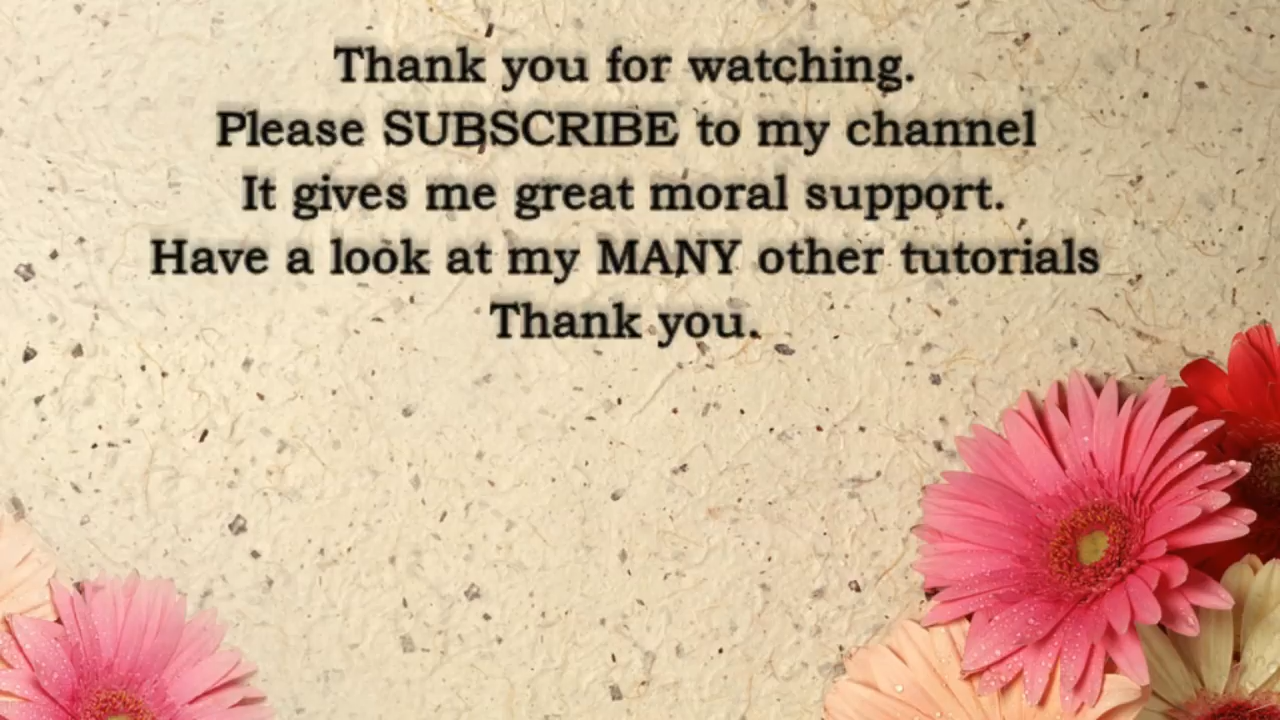 Thank you for watching.
Please SUBSCRIBE to my channel
It gives me great moral support.
Have a look at my MANY other tutorials
Thank you.